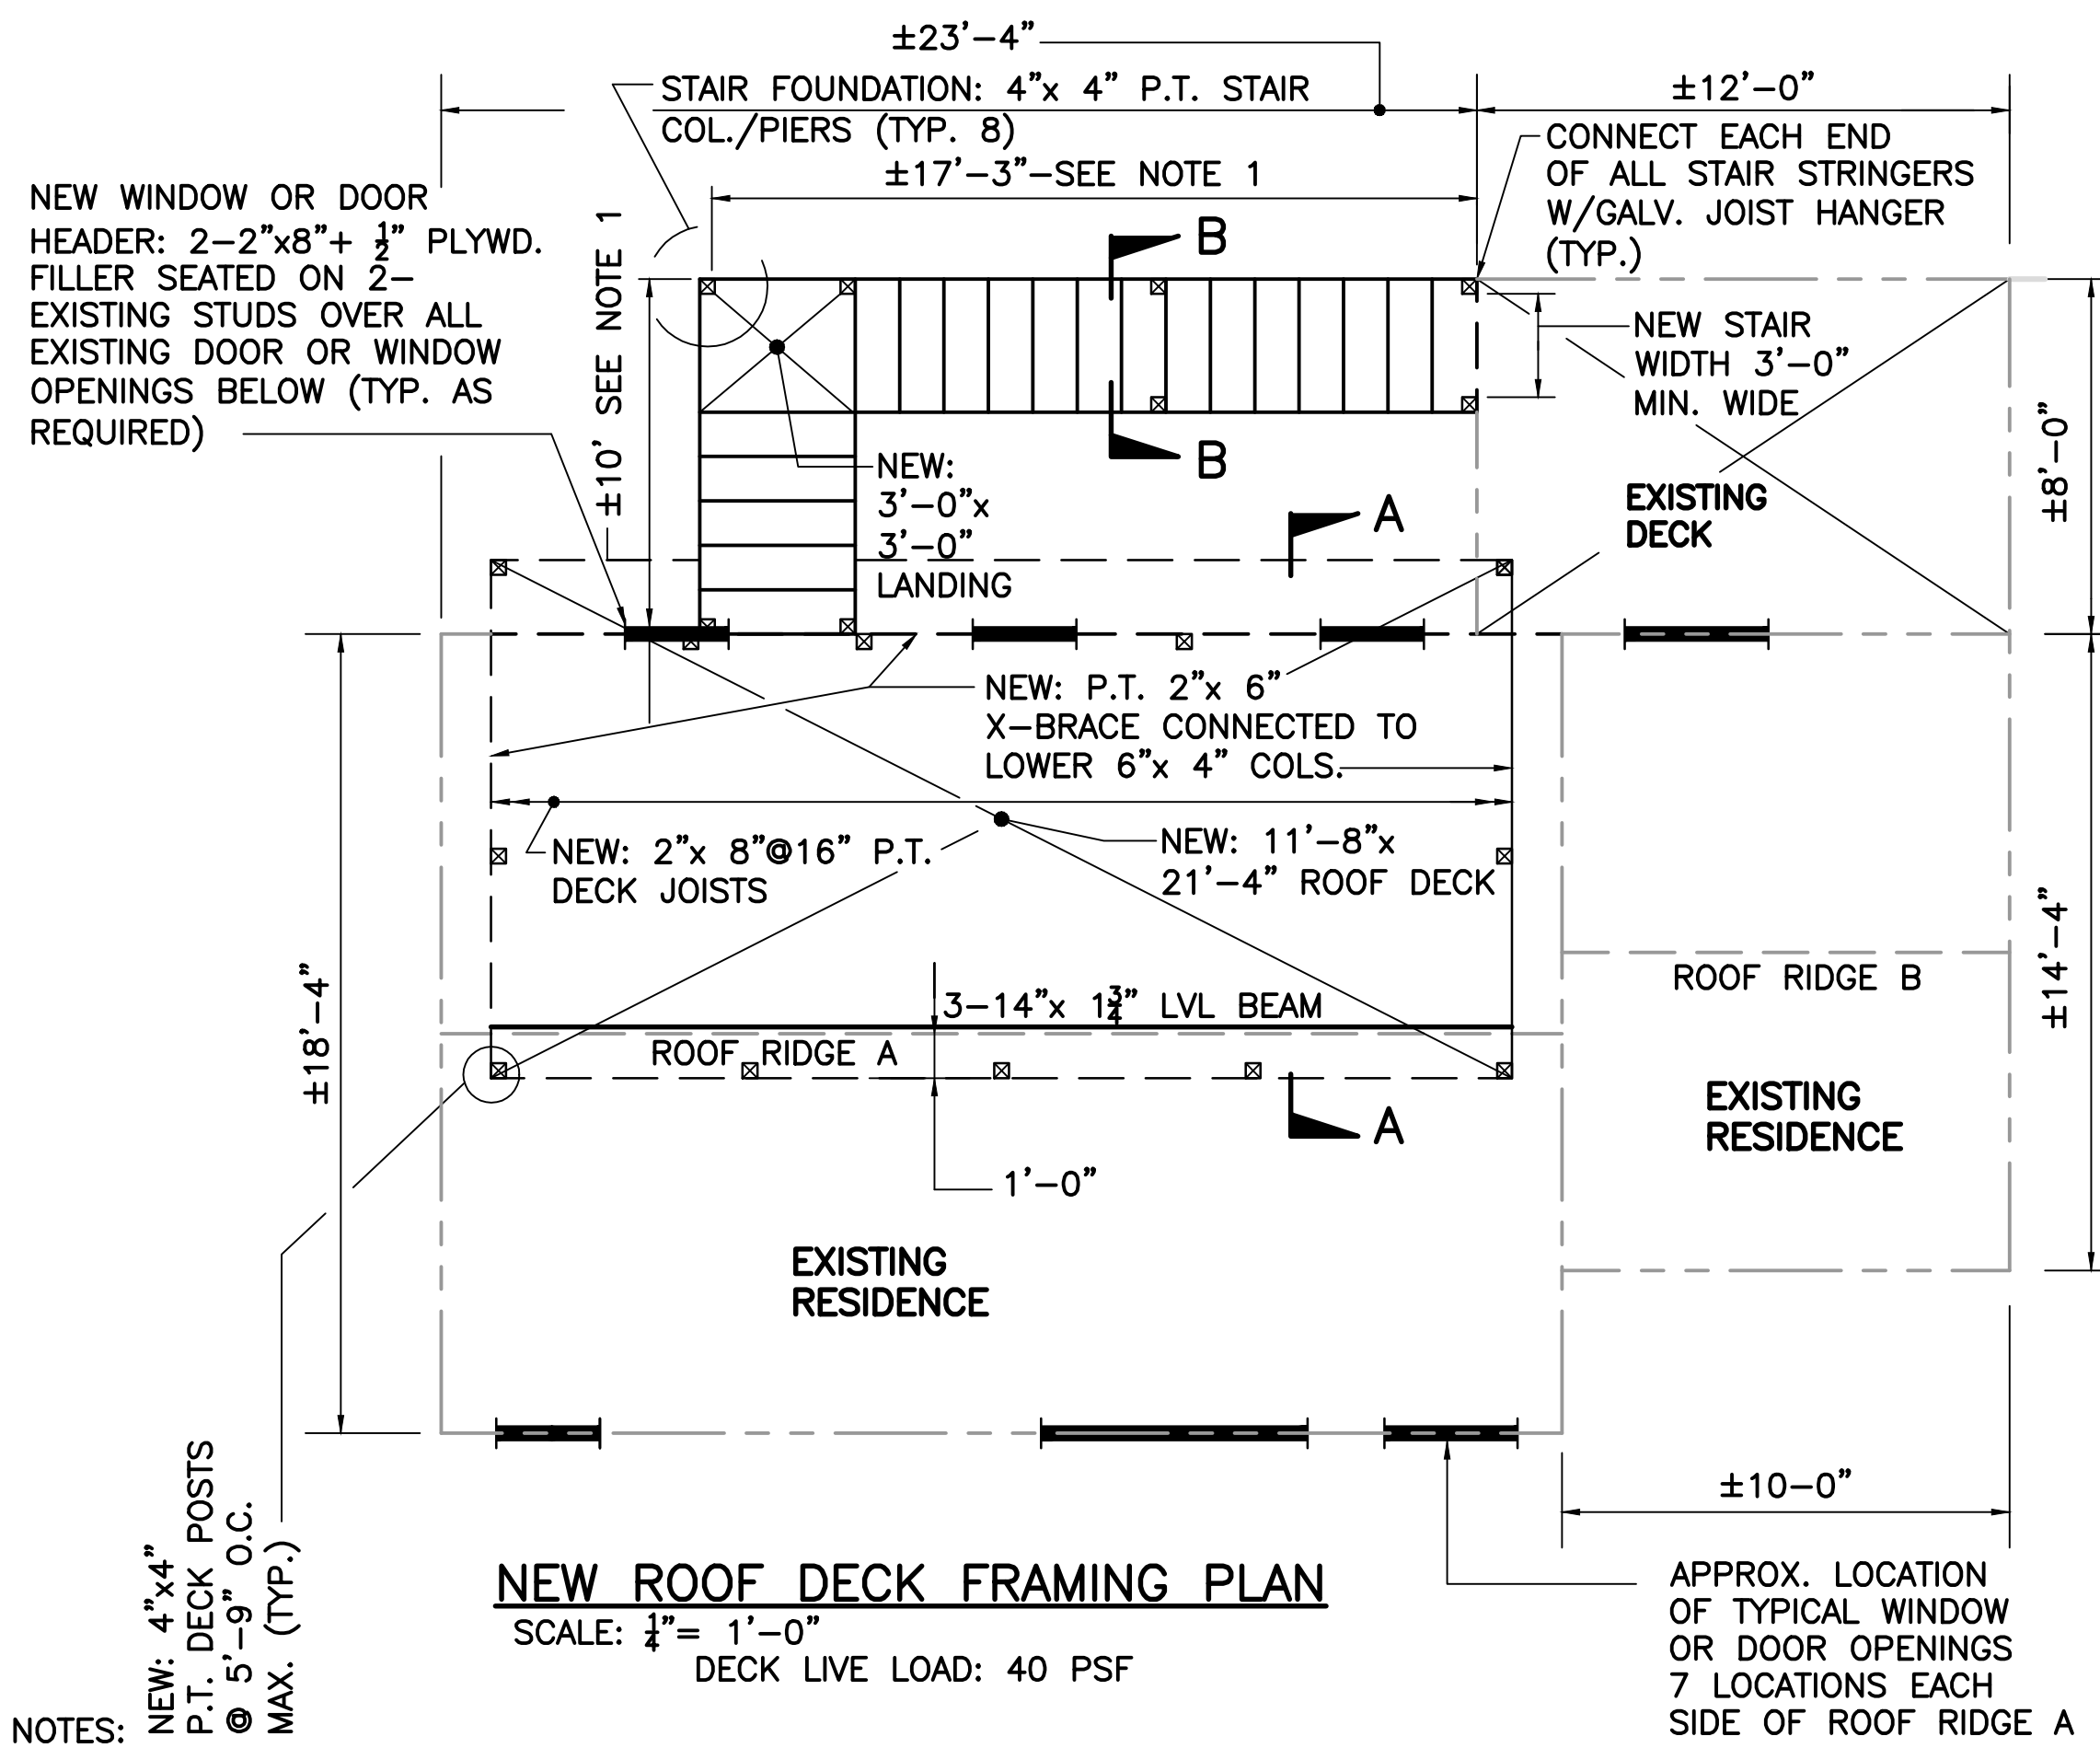 ±23'-4"
STAIR FOUNDATION: 4"x 4" P.T. STAIR
COL./PIERS (TYP. 8)
±12'-0"
±17'-3"-SEE NOTE 1
CONNECT EACH END
OF ALL STAIR STRINGERS
W/GALV. JOIST HANGER
(TYP.)
NEW WINDOW OR DOOR
HEADER: 2-2"x8"+ 1/2" PLYWD.
FILLER SEATED ON 2-
EXISTING STUDS OVER ALL
EXISTING DOOR OR WINDOW
OPENINGS BELOW (TYP. AS
REQUIRED)
±10' SEE NOTE 1
B
B
NEW STAIR
WIDTH 3'-0"
MIN. WIDE
±8'-0"
NEW:
3'-0"x
3'-0"
LANDING
A
EXISTING
DECK
NEW: P.T. 2"x 6"
X-BRACE CONNECTED TO
LOWER 6"x 4" COLS.
NEW: 2"x 8"@16" P.T.
DECK JOISTS
NEW: 11'-8"x
21'-4" ROOF DECK
±18'-4"
±14'-4"
ROOF RIDGE B
3-14"x 1 3/4" LVL BEAM
ROOF RIDGE A
A
1'-0"
EXISTING
RESIDENCE
EXISTING
RESIDENCE
±10-0"
NEW: 4"x4"
P.T. DECK POSTS
@ 5'-9" O.C.
MAX. (TYP.)
NEW ROOF DECK FRAMING PLAN
SCALE: 1/4"= 1'-0"
DECK LIVE LOAD: 40 PSF
APPROX. LOCATION
OF TYPICAL WINDOW
OR DOOR OPENINGS
7 LOCATIONS EACH
SIDE OF ROOF RIDGE A
NOTES: